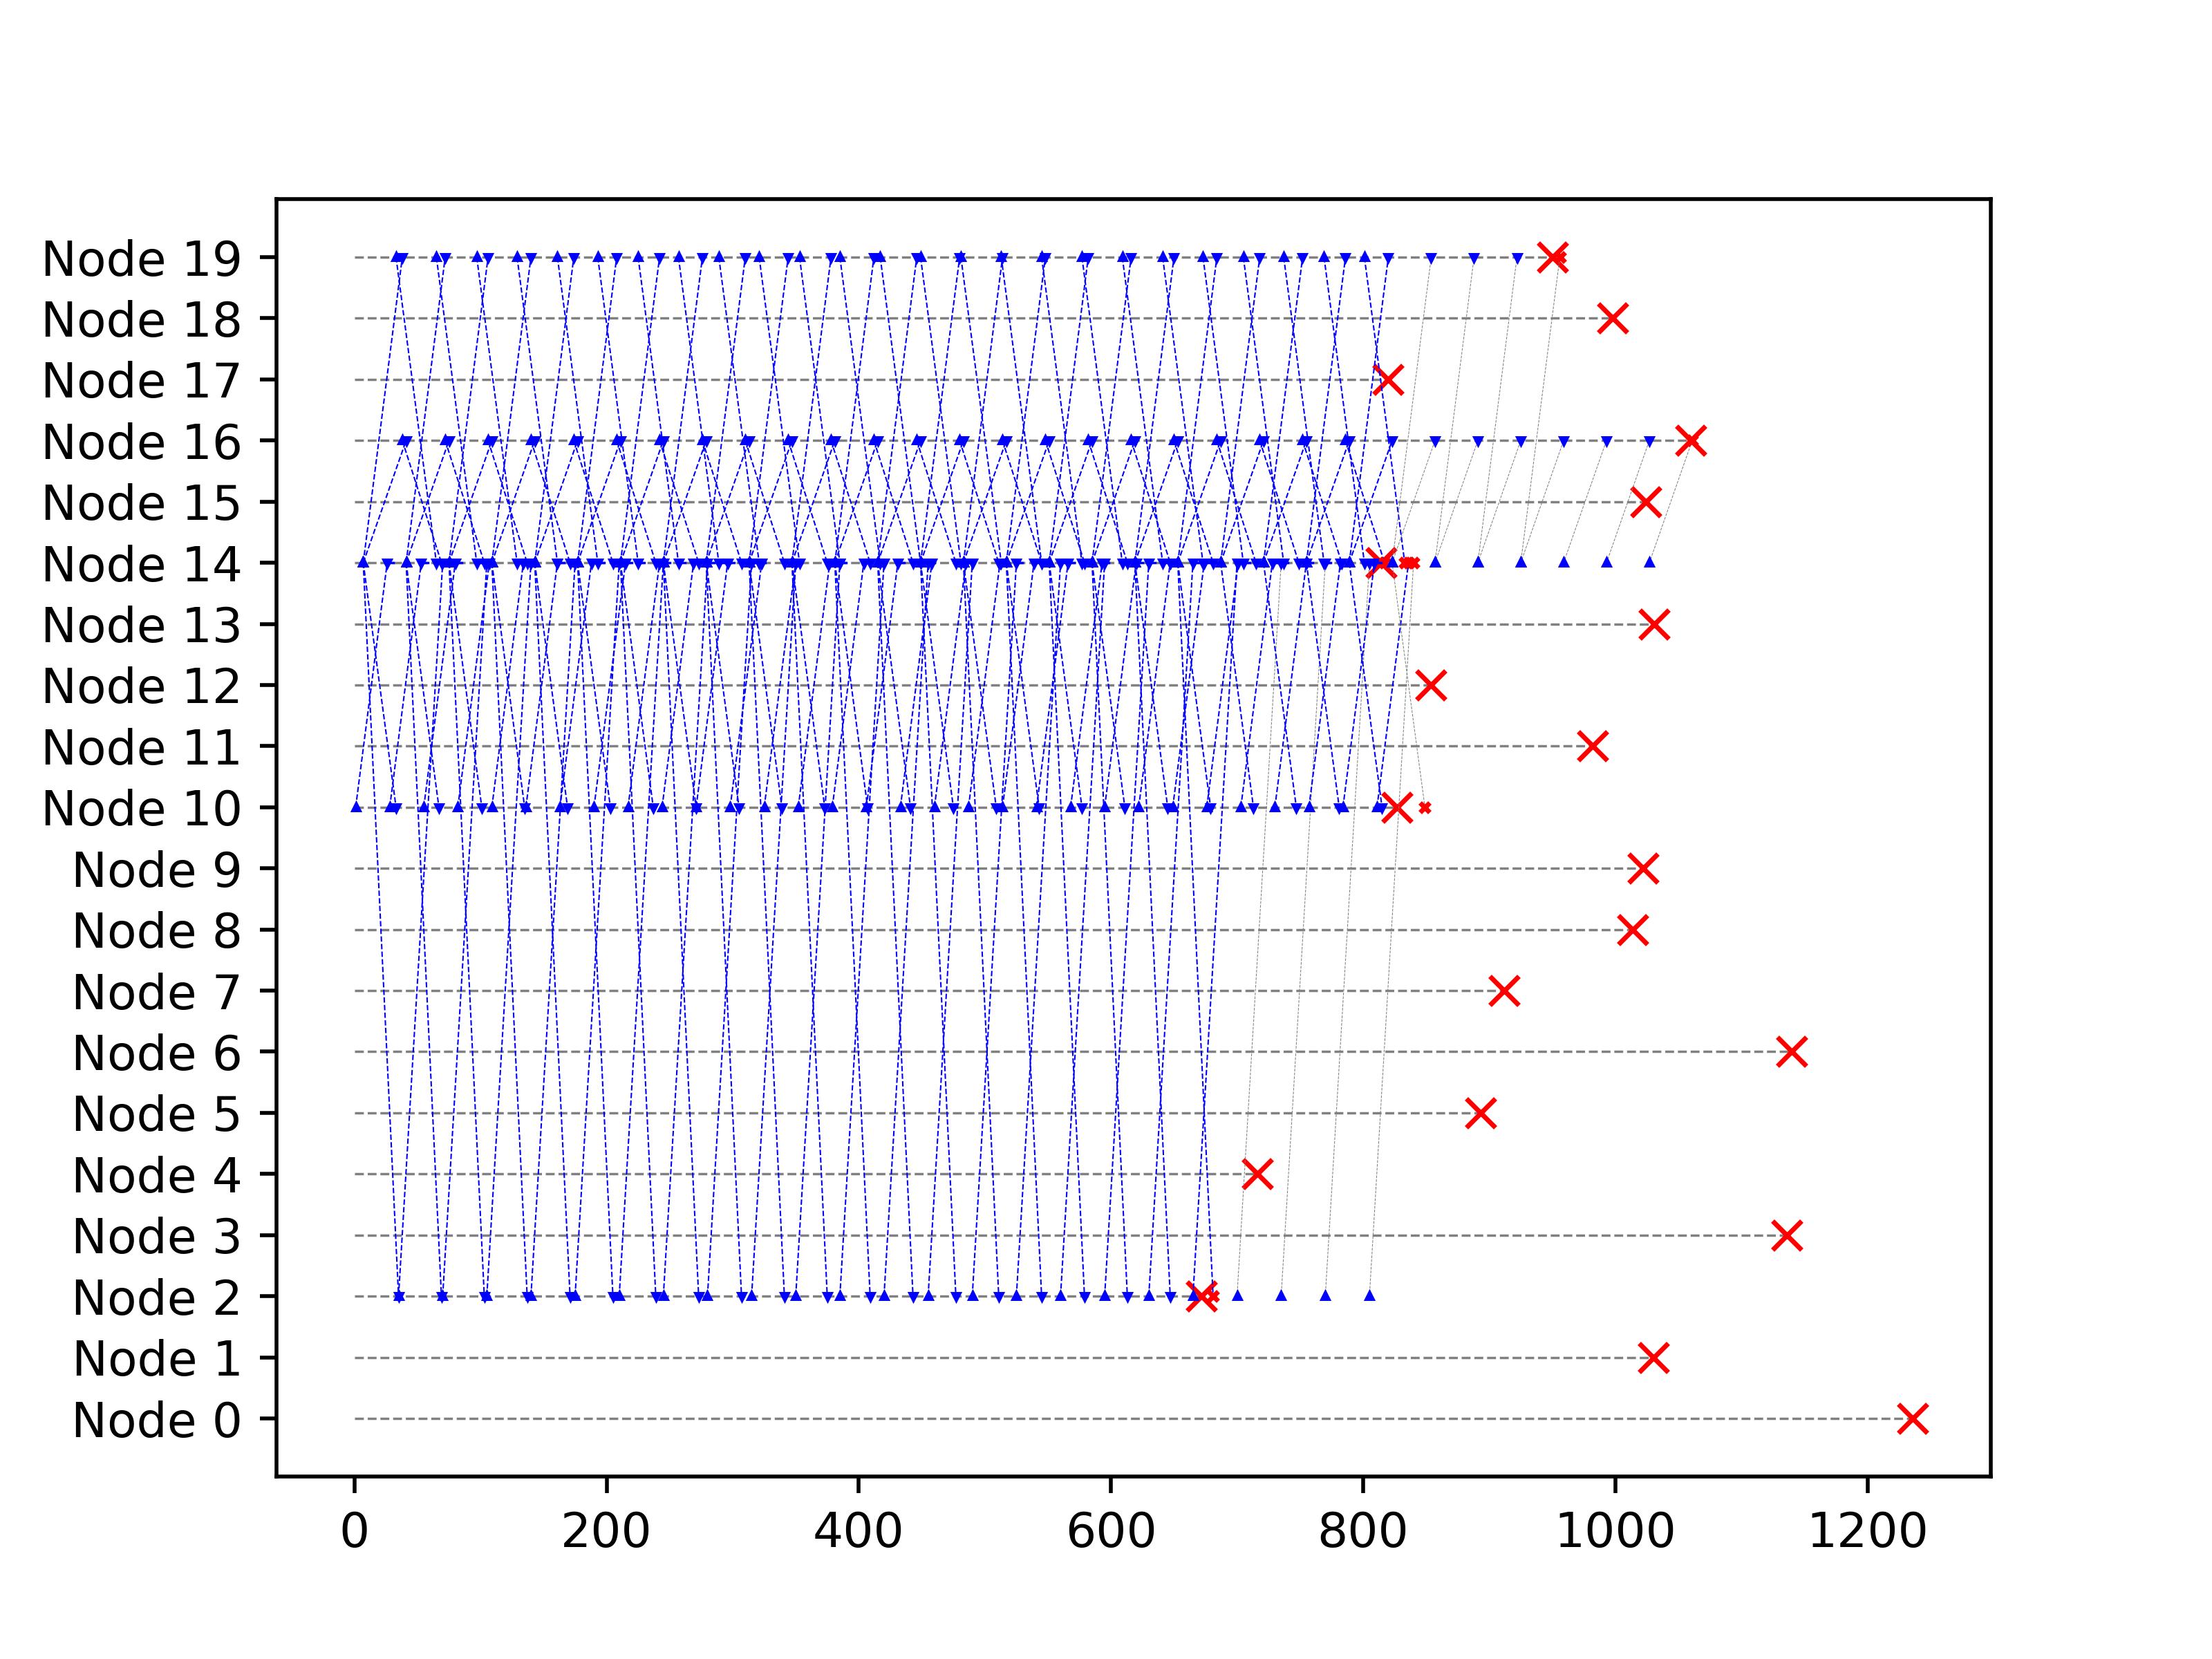 Node 19
Node 18
Node 17
Node 16
Node 15
Node 14
Node 13
Node 12
Node 11
Node 10
Node 9
Node 8
Node 7
Node 6
Node 5
Node 4
Node 3
Node 2
Node 1
Node 0
0 200 400 600 800 1000 1200